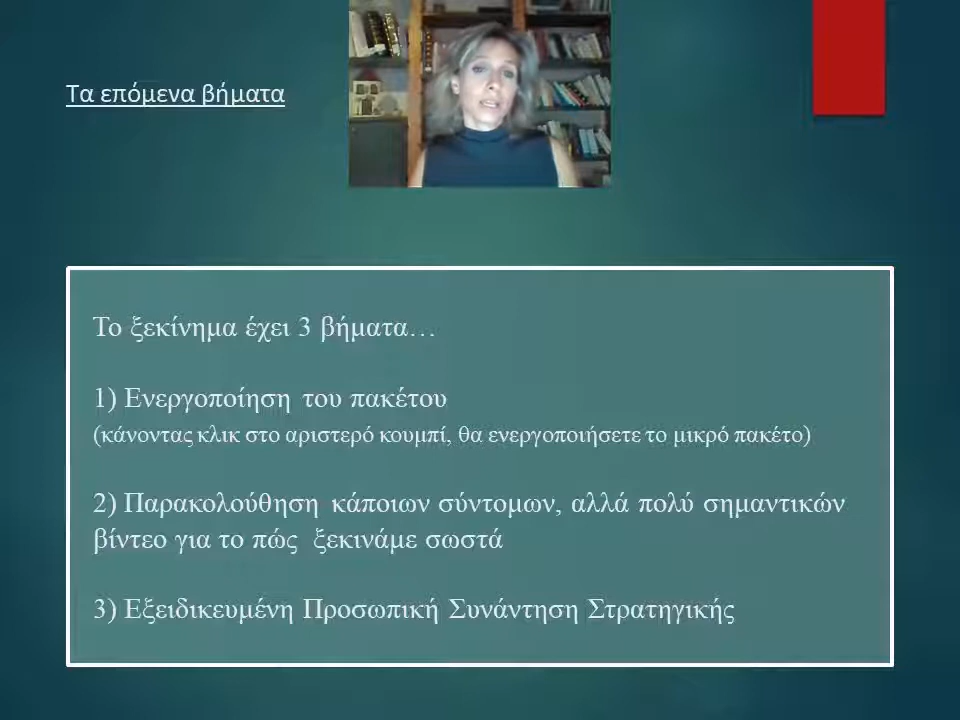 Τα επόμενα βήματα
Το ξεκίνημα έχει 3 βήματα…
1) Ενεργοποίηση του πακέτου
(κάνοντας κλικ στο αριστερό κουμπί, θα ενεργοποιήσετε το μικρό πακέτο)
2) Παρακολούθηση κάποιων σύντομων, αλλά πολύ σημαντικών
βίντεο για το πώς ξεκινάμε σωστά
3) Εξειδικευμένη Προσωπική Συνάντηση Στρατηγικής